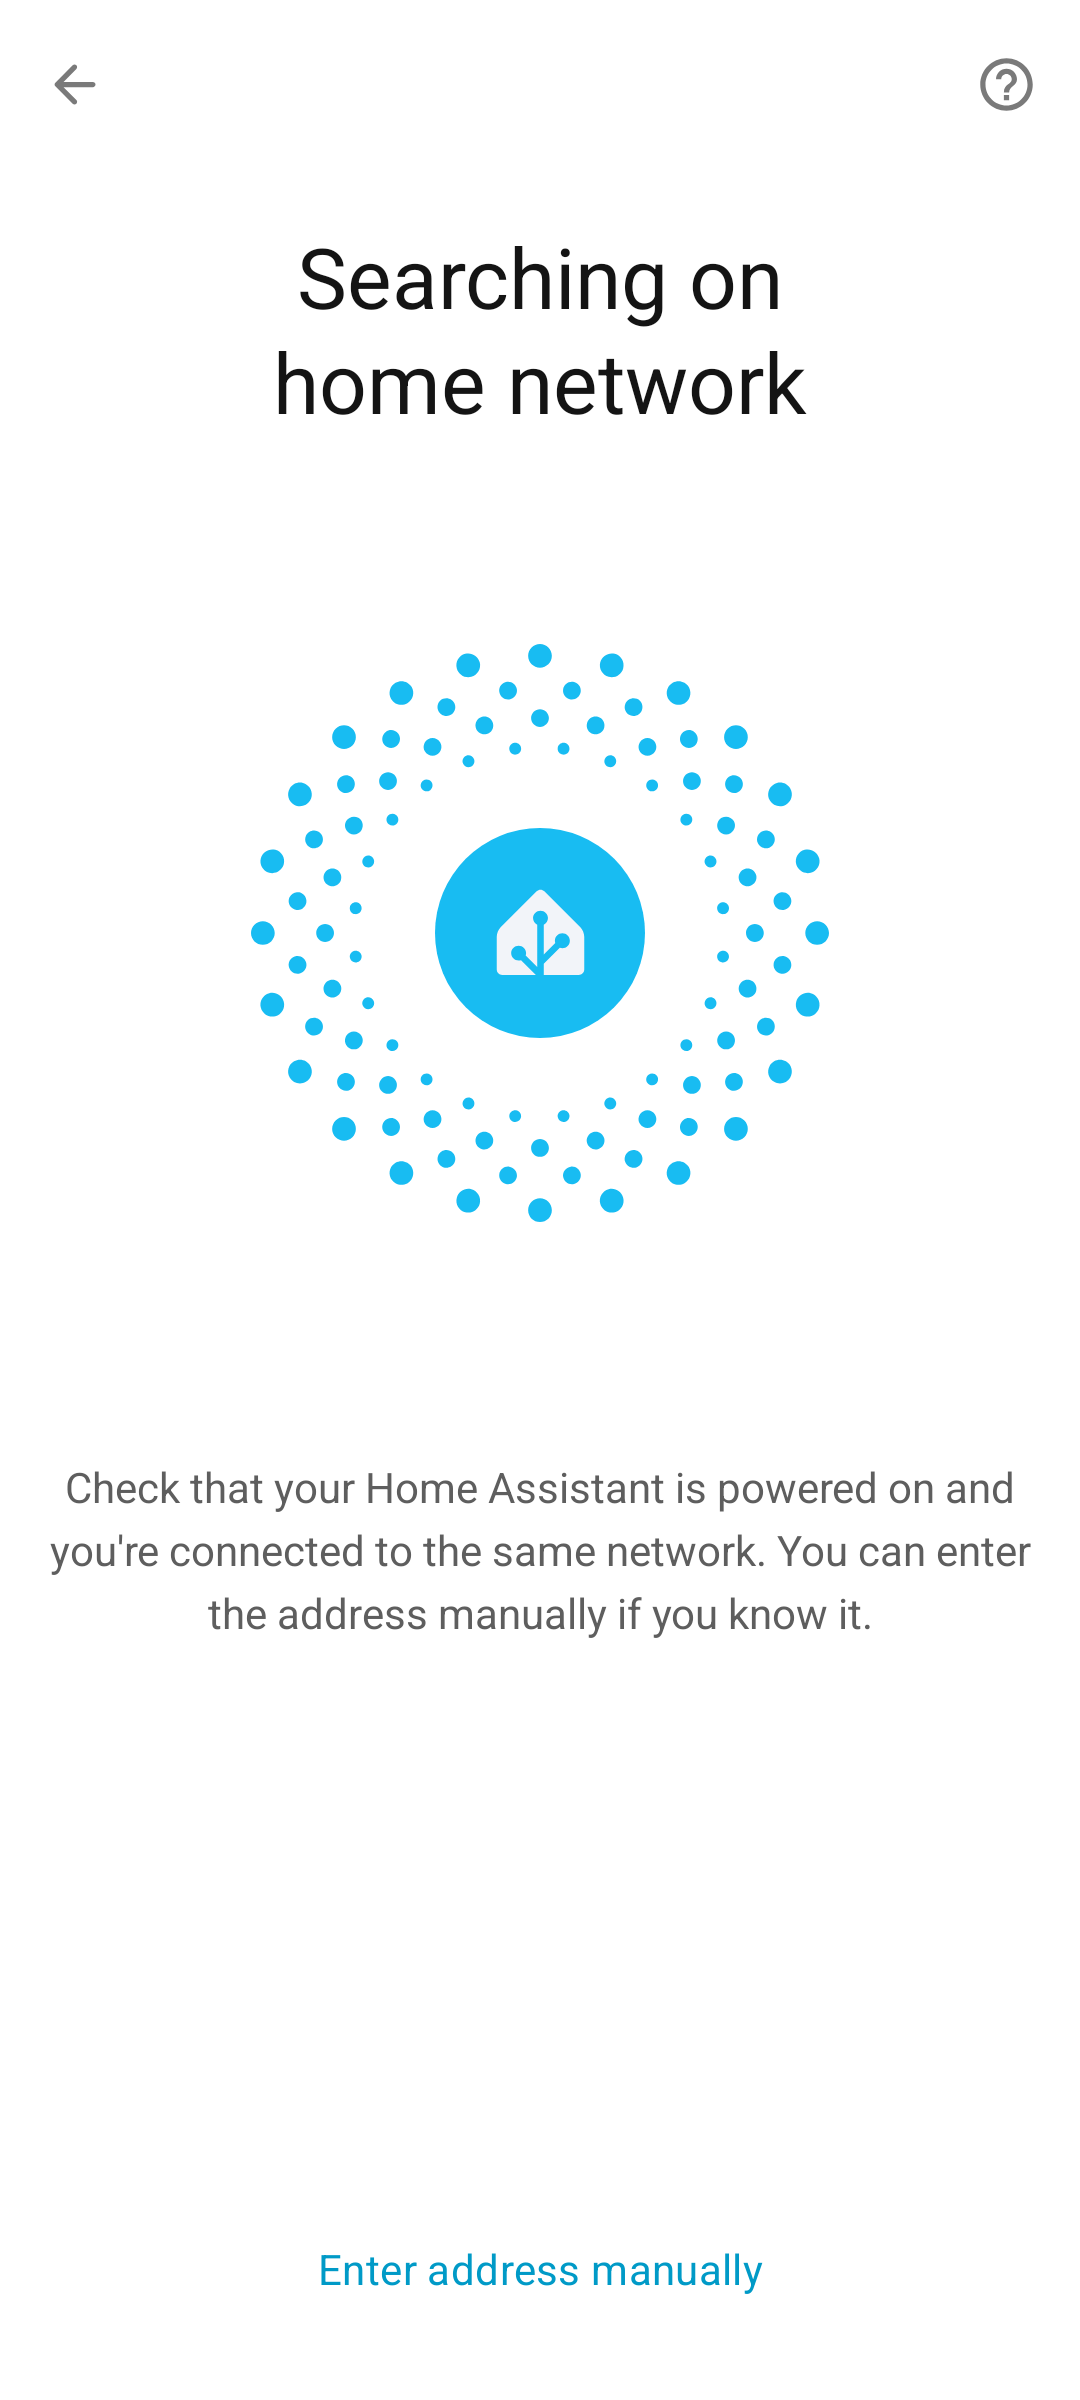 Searching on
home network
Check that your Home Assistant is powered on and
you're connected to the same network. You can enter
the address manually if you know it.
Enter address manually